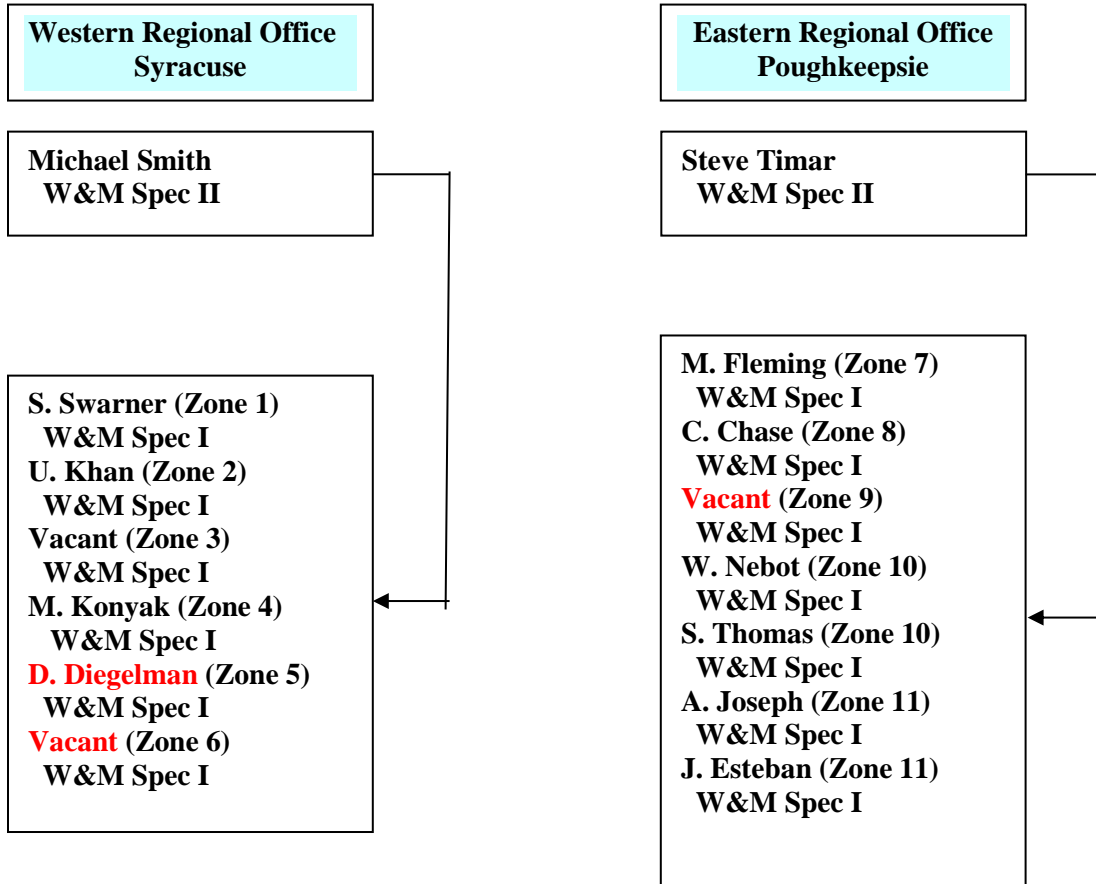 Western Regional Office
Syracuse
Michael Smith
W&M Spec II
S. Swarner (Zone 1)
W&M Spec I
U. Khan (Zone 2)
W&M Spec I
Vacant (Zone 3)
W&M Spec I
M. Konyak (Zone 4)
W&M Spec I
D. Diegelman (Zone 5)
W&M Spec I
Vacant (Zone 6)
W&M Spec I
Eastern Regional Office
Poughkeepsie
Steve Timar
W&M Spec II
M. Fleming (Zone 7)
W&M Spec I
C. Chase (Zone 8)
W&M Spec I
Vacant (Zone 9)
W&M Spec I
W. Nebot (Zone 10)
W&M Spec I
S. Thomas (Zone 10)
W&M Spec I
A. Joseph (Zone 11)
W&M Spec I
J. Esteban (Zone 11)
W&M Spec I